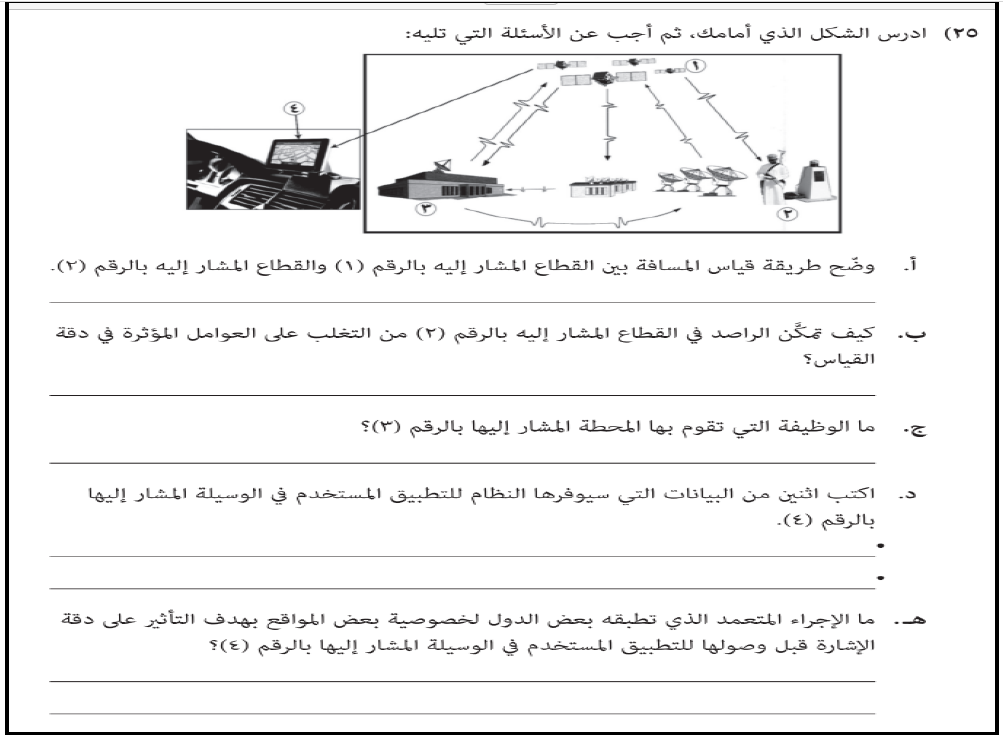 ٢٥) ادرس الشكل الذي أمامك، ثم أجب عن الأسئلة التي تليه:
١
٤
٣
٢
أ. وضّح طريقة قياس المسافة بين القطاع المشار إليه بالرقم (١) والقطاع المشار إليه بالرقم (٢).
ب. كيف تمكَّن الراصد في القطاع المشار إليه بالرقم (٢) من التغلب على العوامل المؤثرة في دقة
القياس؟
ج. ما الوظيفة التي تقوم بها المحطة المشار إليها بالرقم (٣)؟
د. اكتب اثنين من البيانات التي سيوفرها النظام للتطبيق المستخدم في الوسيلة المشار إليها
بالرقم (٤).
•
•
هـ. ما الإجراء المتعمد الذي تطبقه بعض الدول لخصوصية بعض المواقع بهدف التأثير على دقة
الإشارة قبل وصولها للتطبيق المستخدم في الوسيلة المشار إليها بالرقم (٤)؟